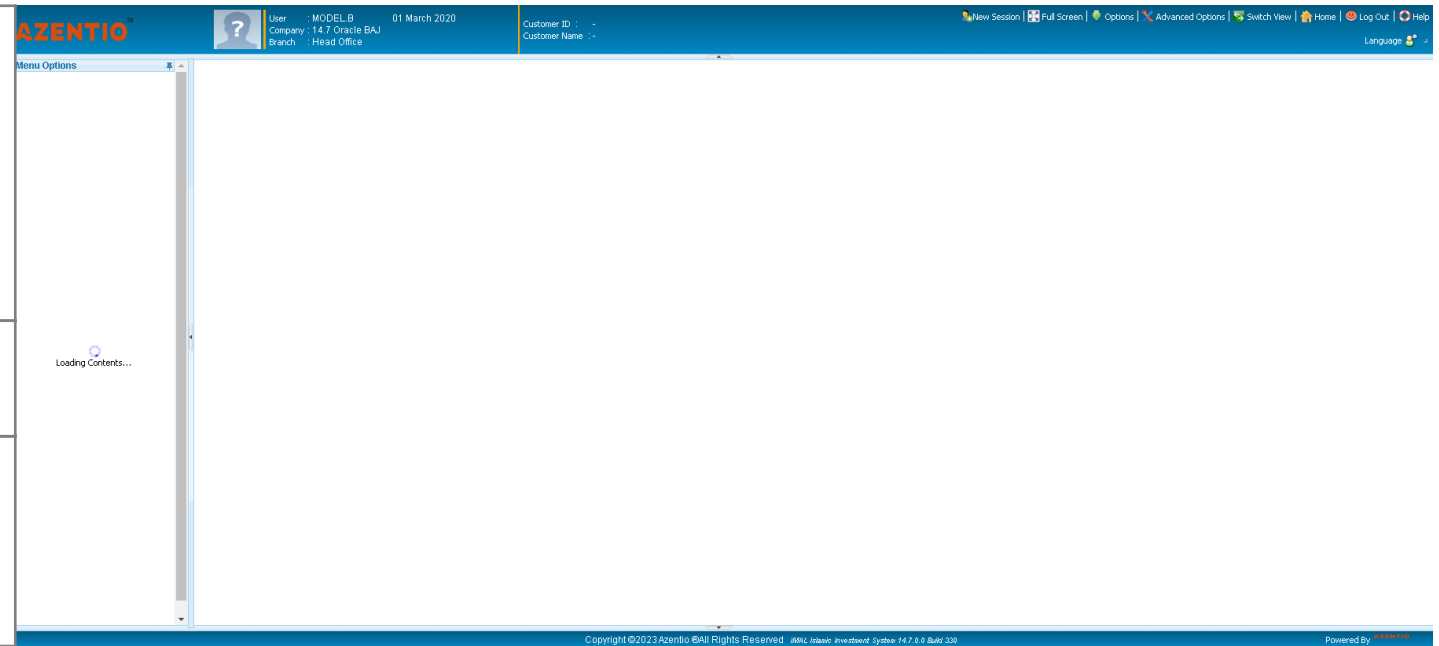 AZENTIO™
User : MODEL.B 01 March 2020
Company : 14.7 Oracle BAJ
Branch : Head Office
Customer ID : -
Customer Name : -
New Session | Full Screen | Options | Advanced Options | Switch View | Home | Log Out | Help
Language
Menu Options
Loading Contents...
Copyright ©2023 Azentio ®All Rights Reserved iMAL Islamic Investment System 14.7.0.0 Build 330
Powered By AZENTIO